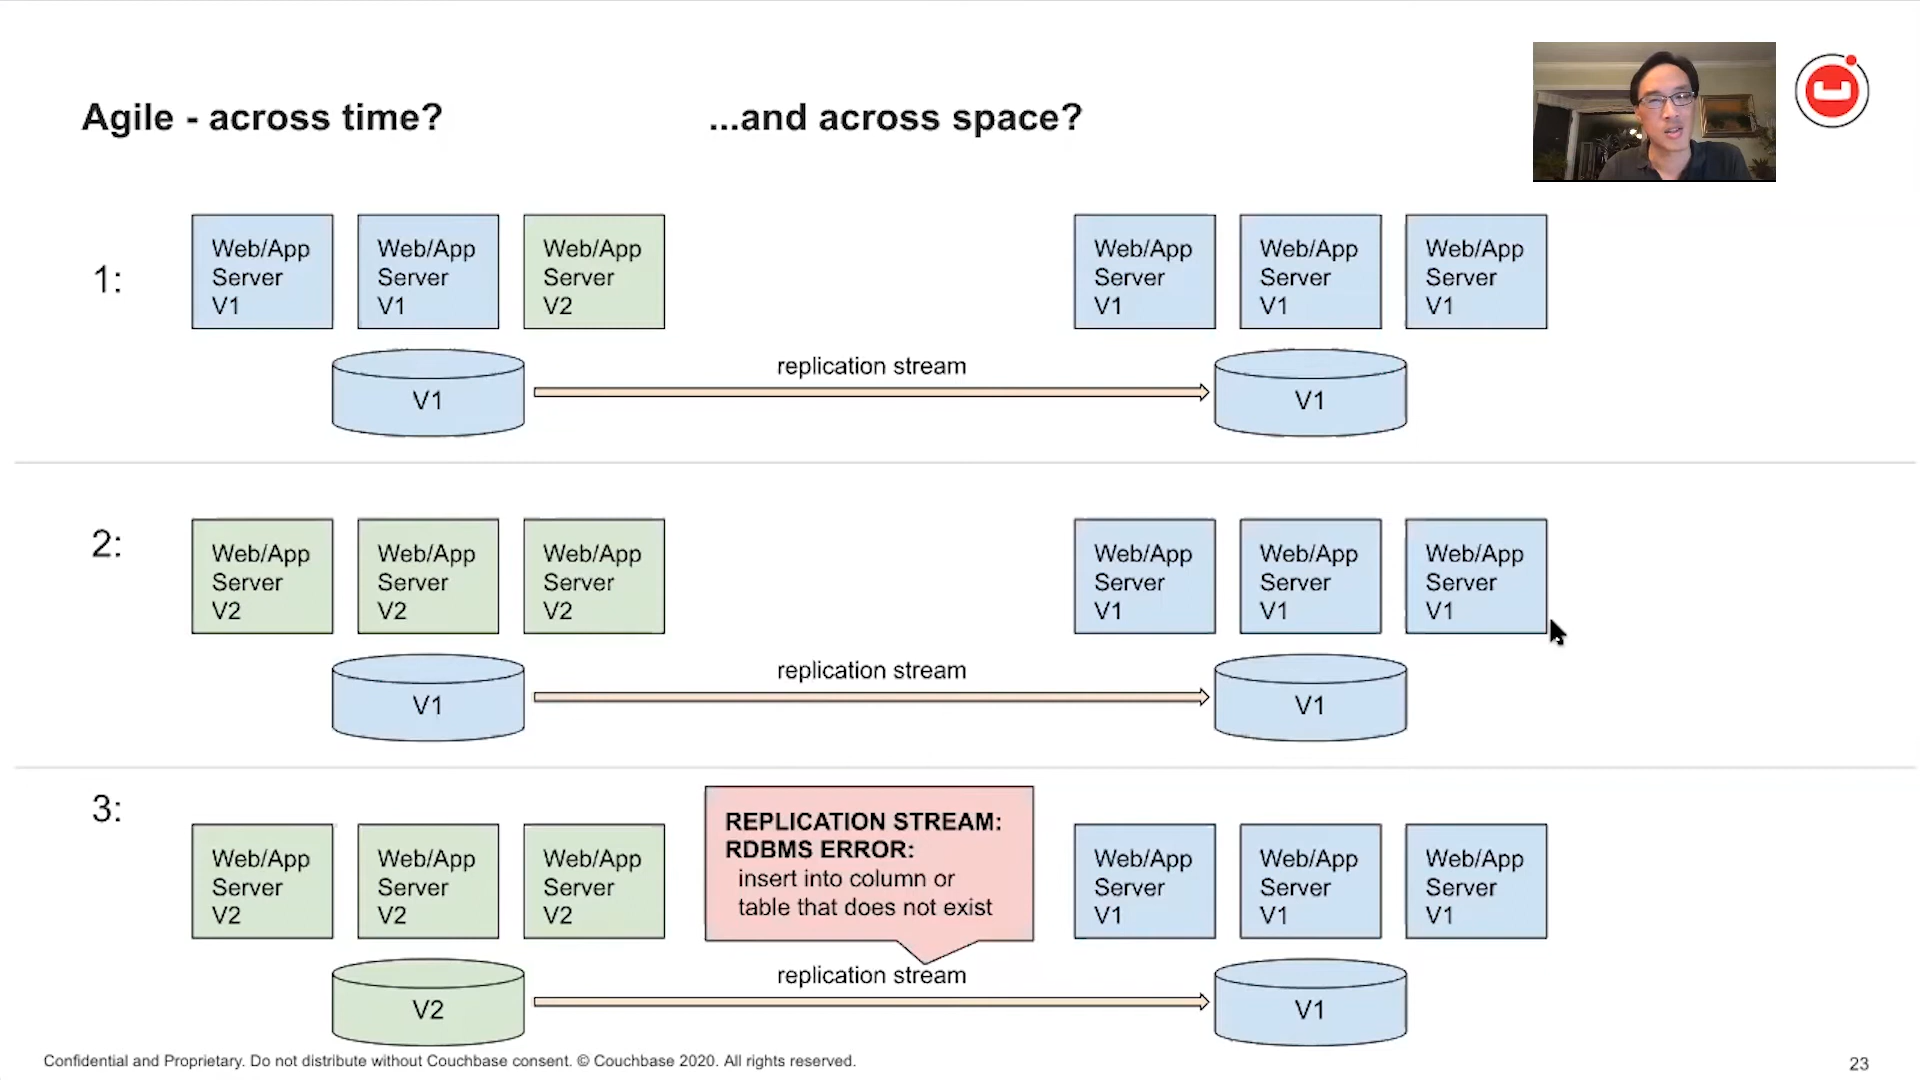 Agile - across time?
...and across space?
1:
Web/App
Server
V1
Web/App
Server
V1
Web/App
Server
V2
Web/App
Server
V1
Web/App
Server
V1
Web/App
Server
V1
V1
replication stream
V1
2:
Web/App
Server
V2
Web/App
Server
V2
Web/App
Server
V2
Web/App
Server
V1
Web/App
Server
V1
Web/App
Server
V1
V1
replication stream
V1
3:
Web/App
Server
V2
Web/App
Server
V2
Web/App
Server
V2
REPLICATION STREAM:
RDBMS ERROR:
insert into column or
table that does not exist
Web/App
Server
V1
Web/App
Server
V1
Web/App
Server
V1
V2
replication stream
V1
Confidential and Proprietary. Do not distribute without Couchbase consent. © Couchbase 2020. All rights reserved.
23